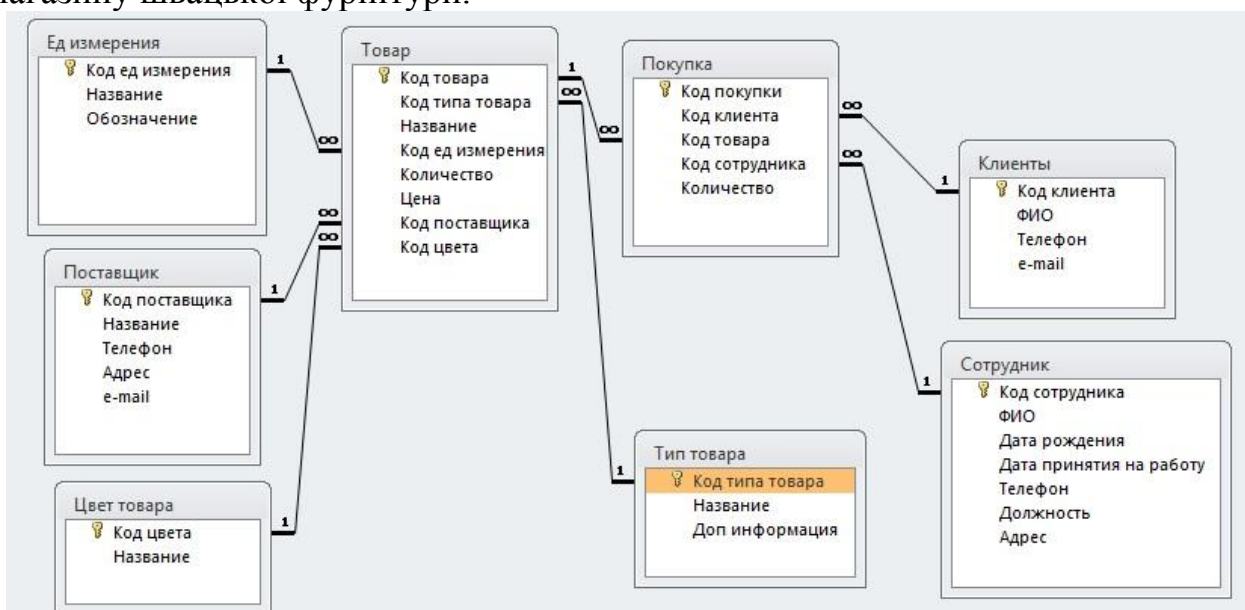 магазину швацької фурнітури.
Ед измерения
Код ед измерения
Название
Обозначение
Товар
Код товара
Код типа товара
Название
Код ед измерения
Количество
Цена
Код поставщика
Код цвета
Покупка
Код покупки
Код клиента
Код товара
Код сотрудника
Количество
Клиенты
Код клиента
ФИО
Телефон
e-mail
Поставщик
Код поставщика
Название
Телефон
Адрес
e-mail
Сотрудник
Код сотрудника
ФИО
Дата рождения
Дата принятия на работу
Телефон
Должность
Адрес
Тип товара
Код типа товара
Название
Доп информация
Цвет товара
Код цвета
Название
1
∞
1
∞
1
∞
1
∞
∞
∞
1
∞
1
1